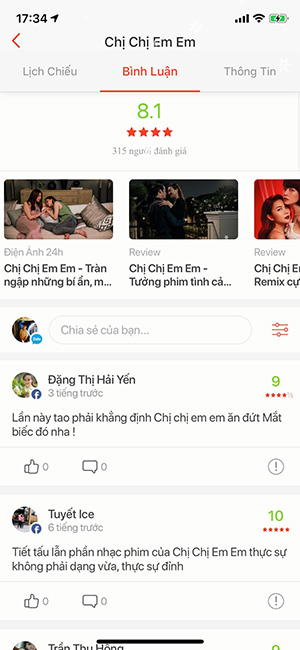 17:34
Chị Chị Em Em
Lịch Chiếu Bình Luận Thông Tin
8.1
315 người đánh giá
Điện Ảnh 24h Review Review
Chị Chị Em Em - Tràn Chị Chị Em Em - Chị Chị E
ngập những bí ẩn, m... Tưởng phim tình cả... Remix cự
Zalo Chia sẻ của bạn...
Đặng Thị Hải Yến 9
3 tiếng trước
Lần này tao phải khẳng định Chị chị em em ăn đứt Mắt
biếc đó nha !
0 0
Tuyết Ice 10
6 tiếng trước
Tiết tấu lẫn phần nhạc phim của Chị Chị Em Em thực sự
không phải dạng vừa, thực sự đỉnh
0 0
Trần Thu Hồng 9